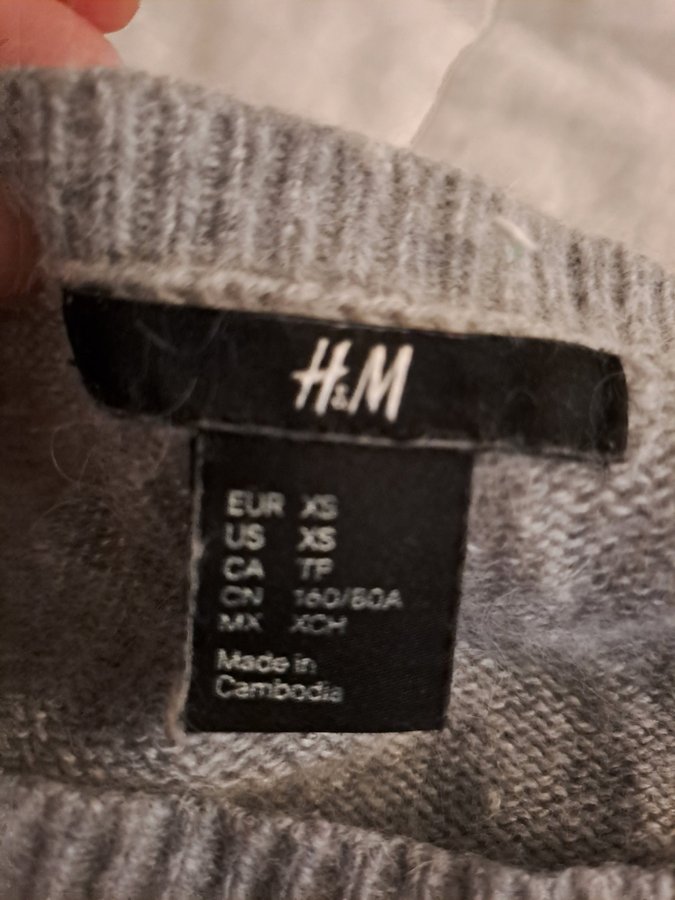 H&M
EUR XS
US XS
CA TP
CN 160/80A
MX XCH
Made in
Cambodia